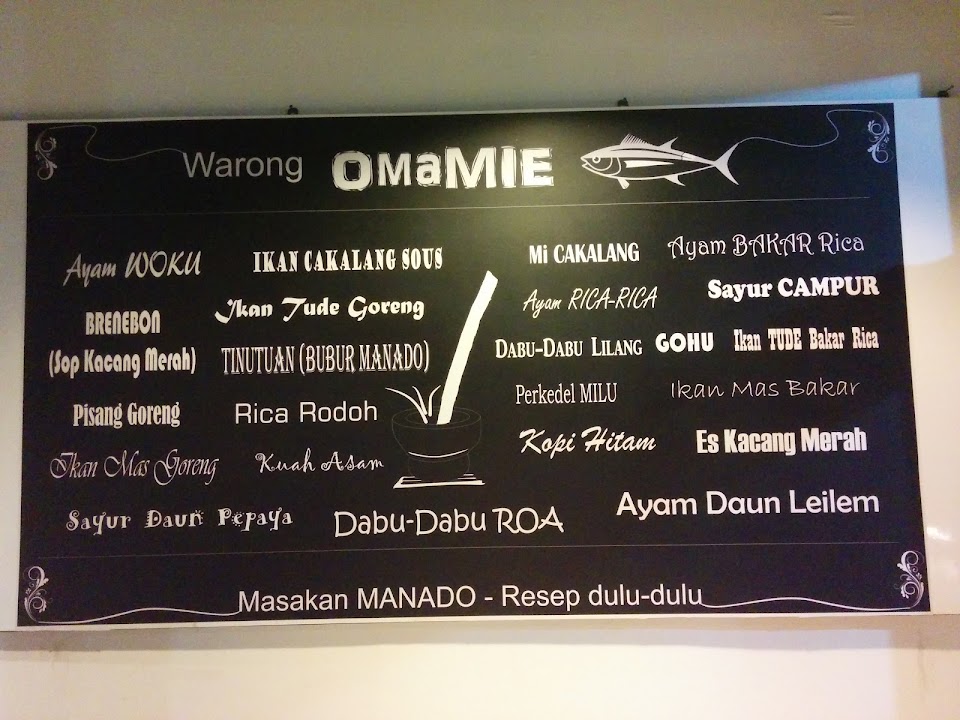 Warong OMaMIE
Ayam WOKU
IKAN CAKALANG SOUS
Mi CAKALANG
Ayam BAKAR Rica
BRENEBON
(Sop Kacang Merah)
Ikan Tude Goreng
Ayam RICA-RICA
Sayur CAMPUR
TINUTUAN (BUBUR MANADO)
DABU-DABU LILANG
GOHU
Ikan TUDE Bakar Rica
Pisang Goreng
Rica Rodoh
Perkedel MILU
Ikan Mas Bakar
Ikan Mas Goreng
Kuah Asam
Kopi Hitam
Es Kacang Merah
Sayur Daun Pepaya
Dabu-Dabu ROA
Ayam Daun Leilem
Masakan MANADO - Resep dulu-dulu